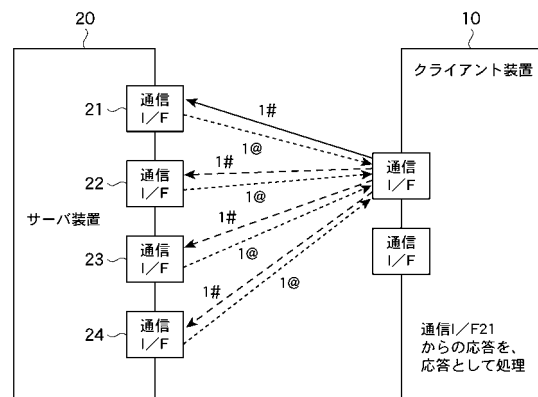 20
10
サーバ装置
クライアント装置
21
通信
I／F
22
通信
I／F
23
通信
I／F
24
通信
I／F
1#
1@
1#
1@
1#
1@
1#
1@
通信
I／F
通信
I／F
通信I／F21
からの応答を、
応答として処理